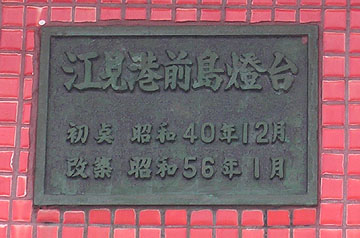 江見港前島燈台
初点 昭和40年12月
改築 昭和56年1月